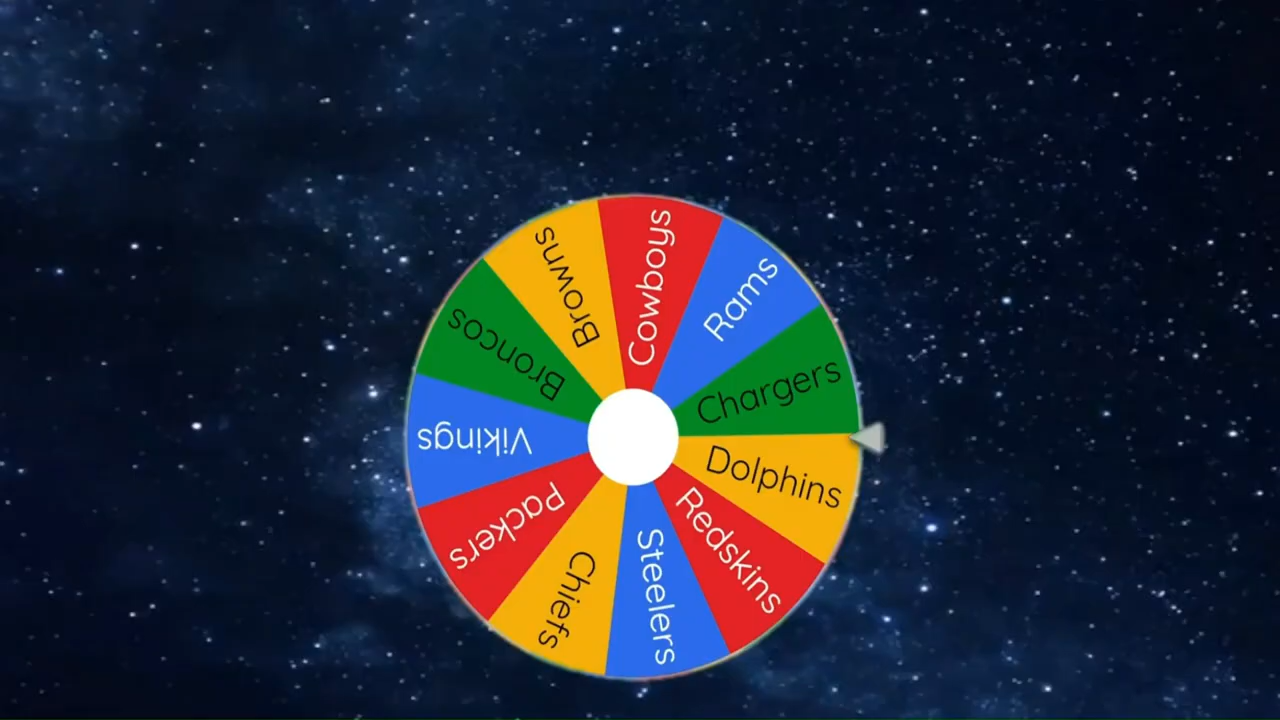 Cowboys
Rams
Chargers
Dolphins
Redskins
Steelers
Chiefs
Packers
Vikings
Broncos
Browns